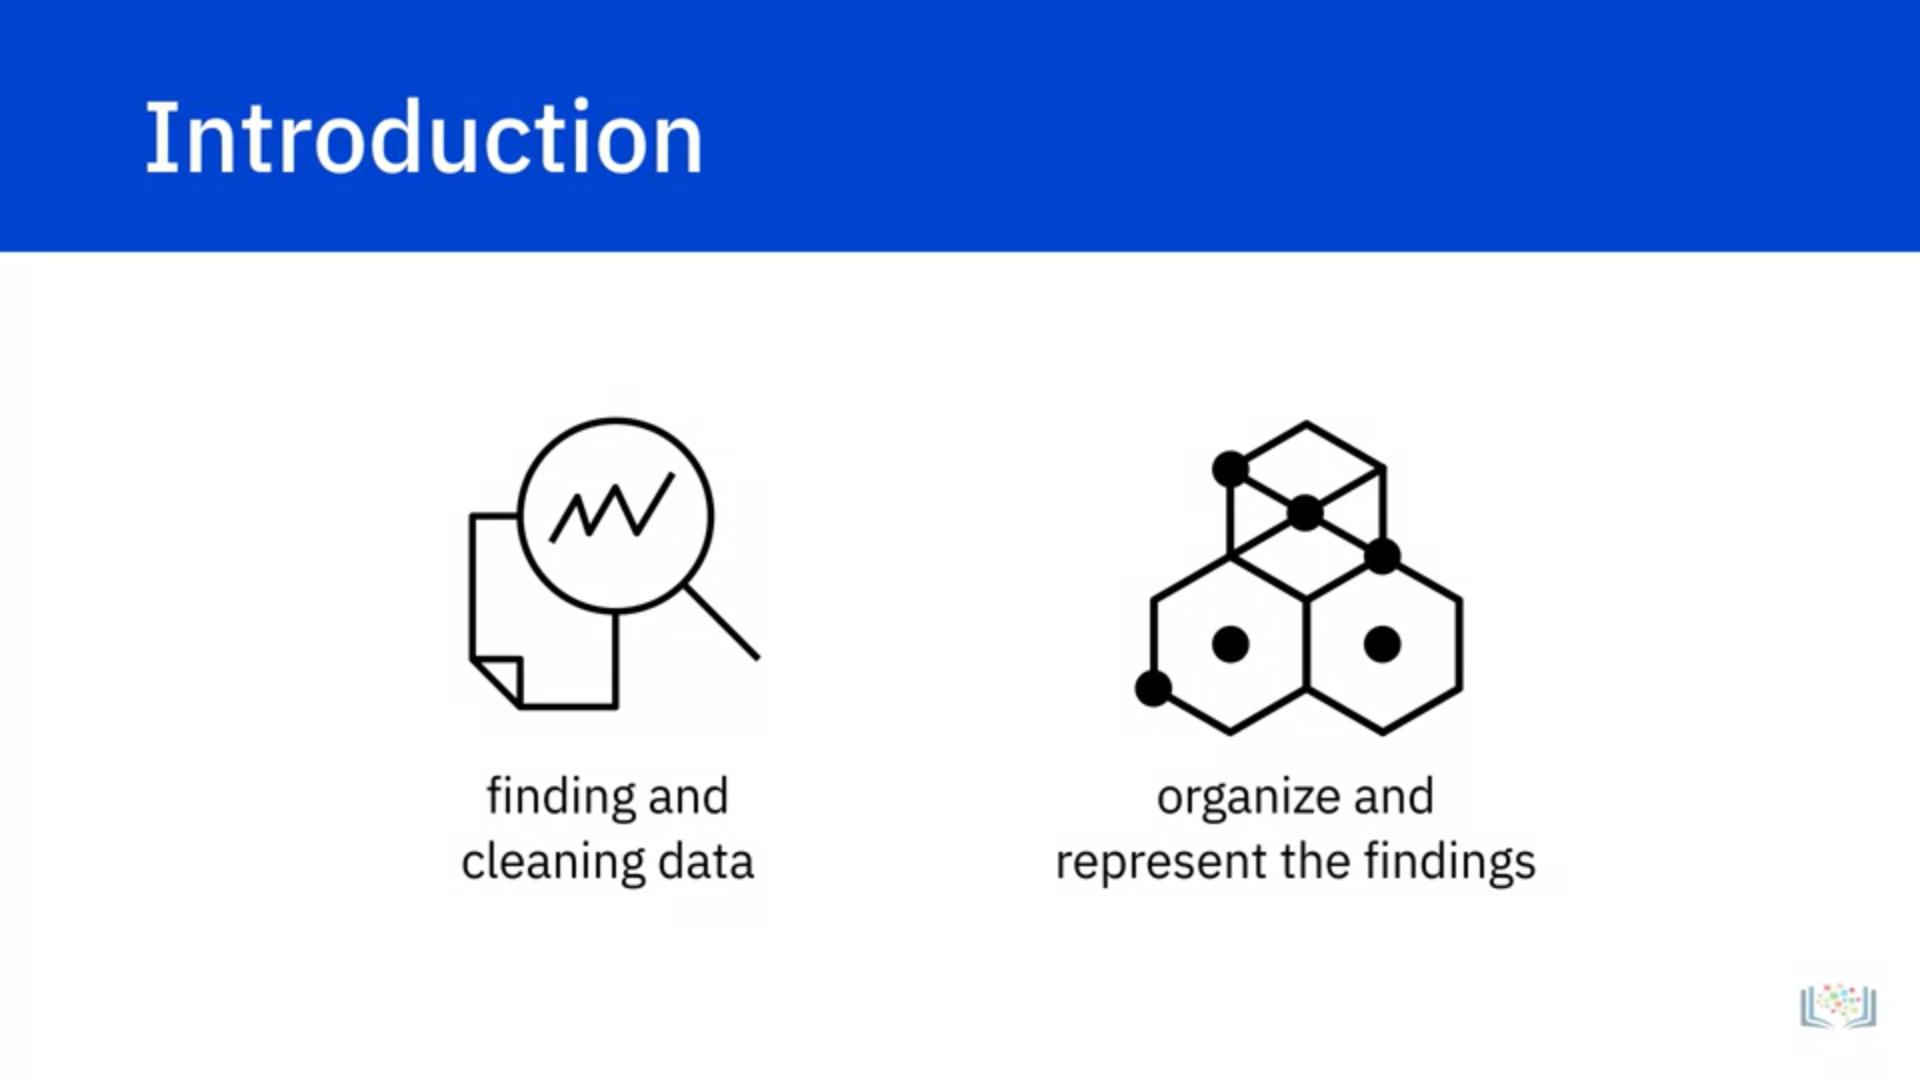 Introduction
finding and
cleaning data
organize and
represent the findings